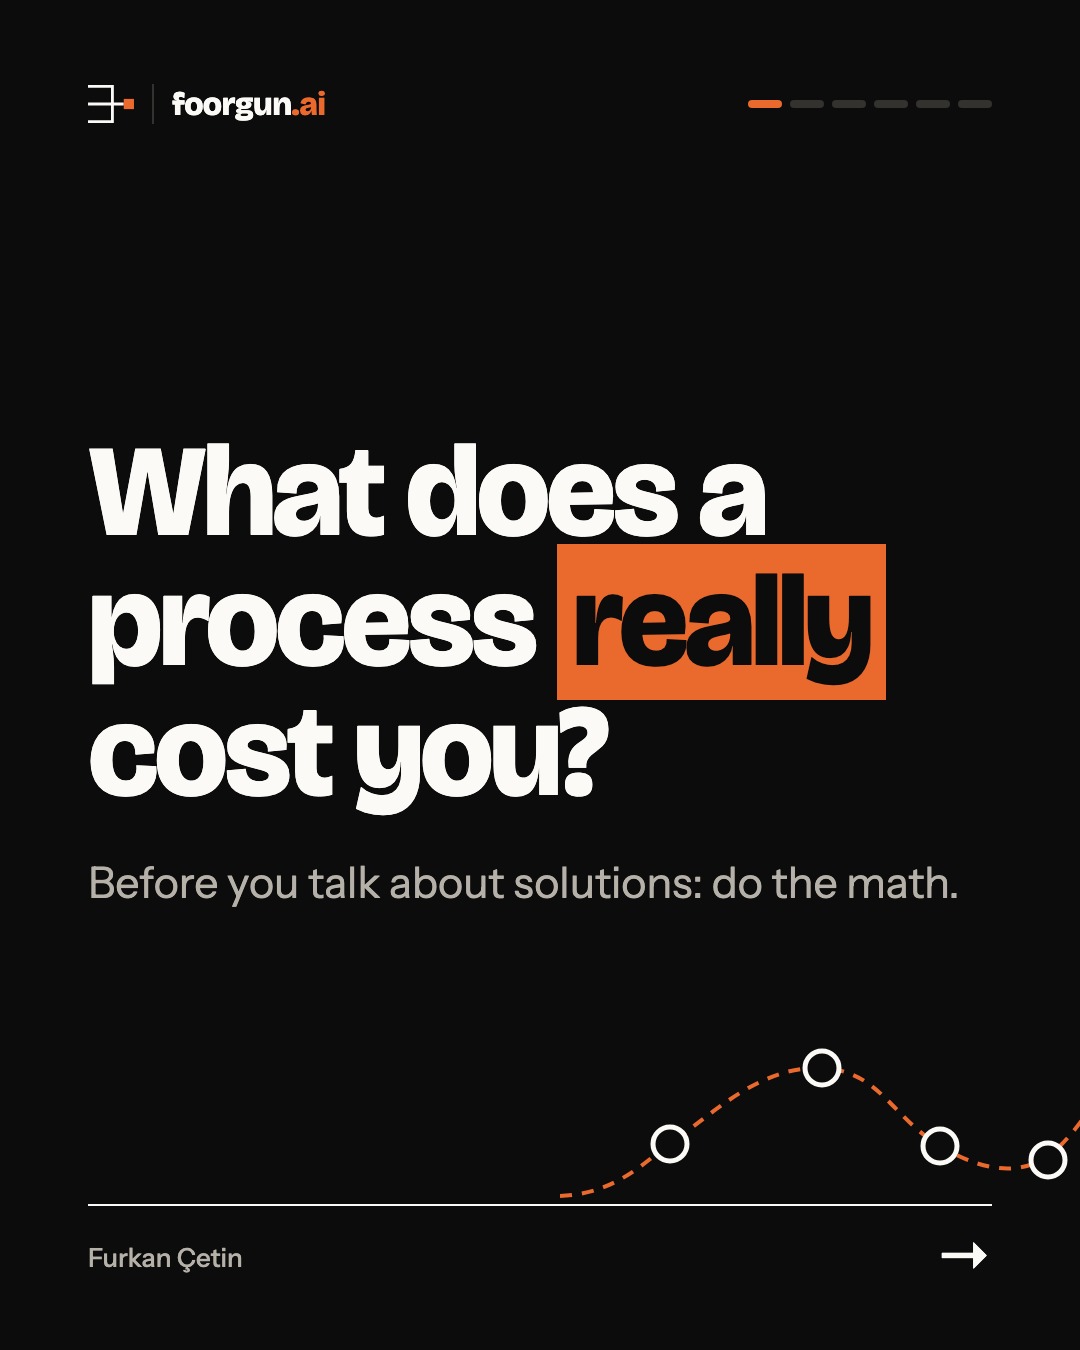 foorgun.ai
What does a
process really
cost you?
Before you talk about solutions: do the math.
Furkan Çetin